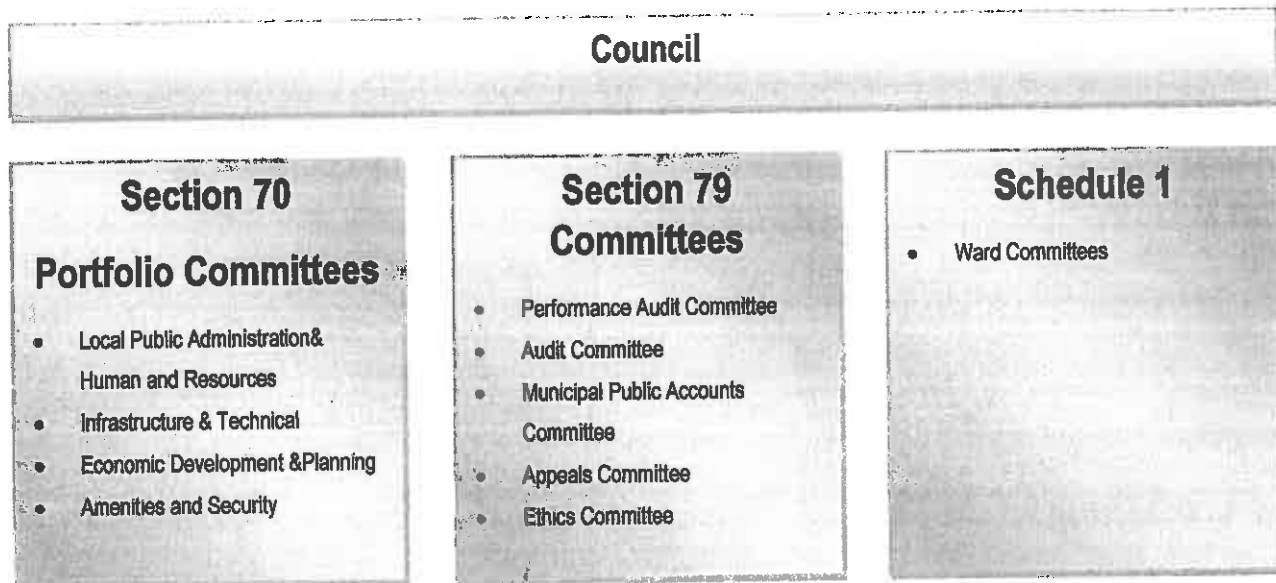 Council
Section 70
Portfolio Committees
• Local Public Administration&
Human and Resources
• Infrastructure & Technical
• Economic Development &Planning
• Amenities and Security
Section 79
Committees
• Performance Audit Committee
• Audit Committee
• Municipal Public Accounts
Committee
• Appeals Committee
• Ethics Committee
Schedule 1
• Ward Committees